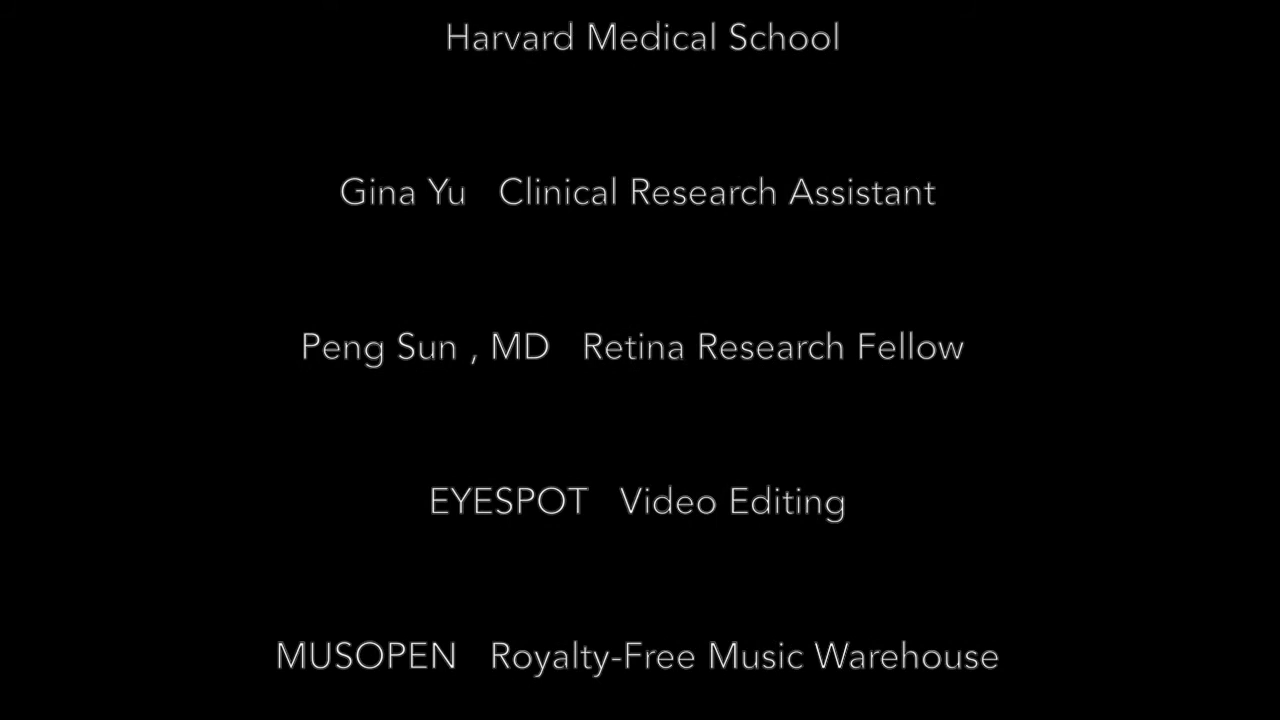 Harvard Medical School
Gina Yu   Clinical Research Assistant
Peng Sun , MD   Retina Research Fellow
EYESPOT   Video Editing
MUSOPEN   Royalty-Free Music Warehouse